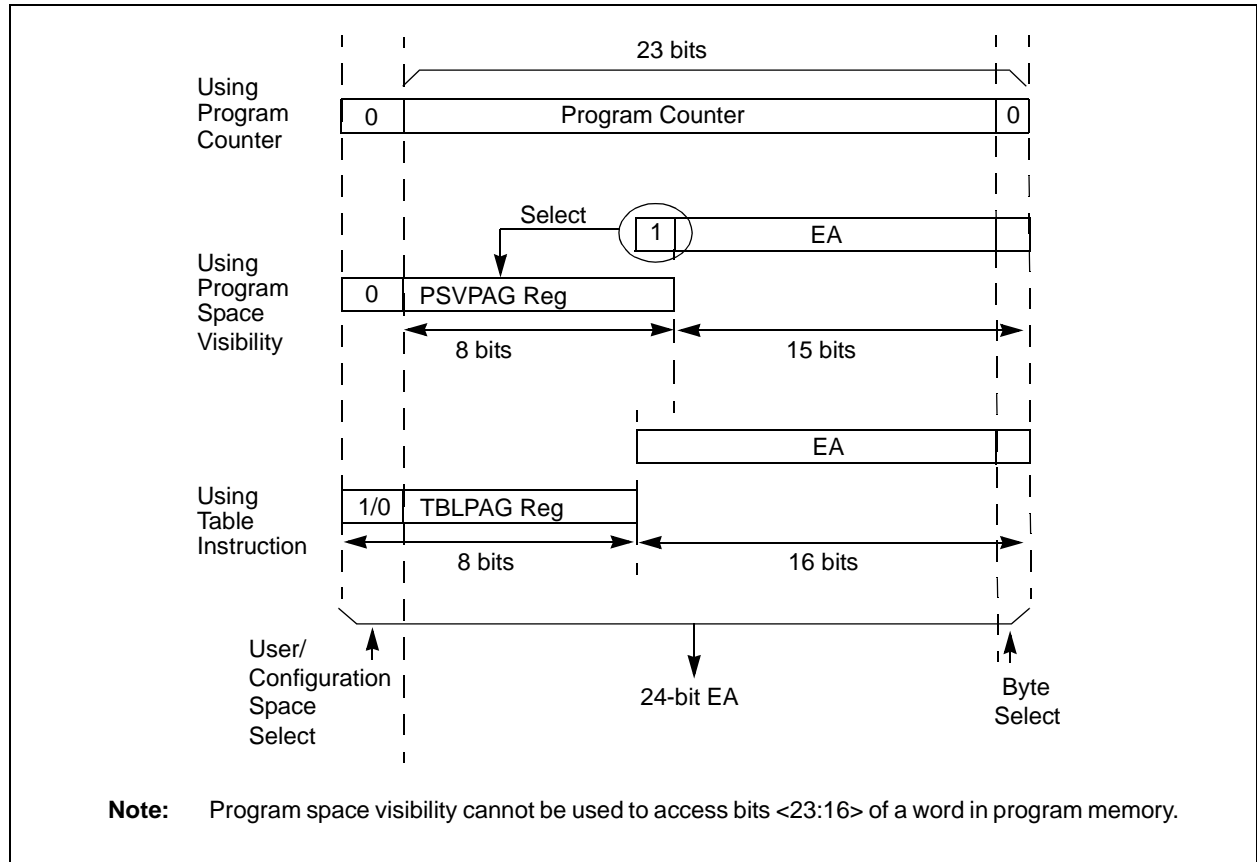 23 bits
Using
Program
Counter
0
Program Counter
0
Select
1
EA
Using
Program
Space
Visibility
0
PSVPAG Reg
8 bits
15 bits
EA
Using
Table
Instruction
1/0
TBLPAG Reg
8 bits
16 bits
User/
Configuration
Space
Select
24-bit EA
Byte
Select
Note: Program space visibility cannot be used to access bits <23:16> of a word in program memory.